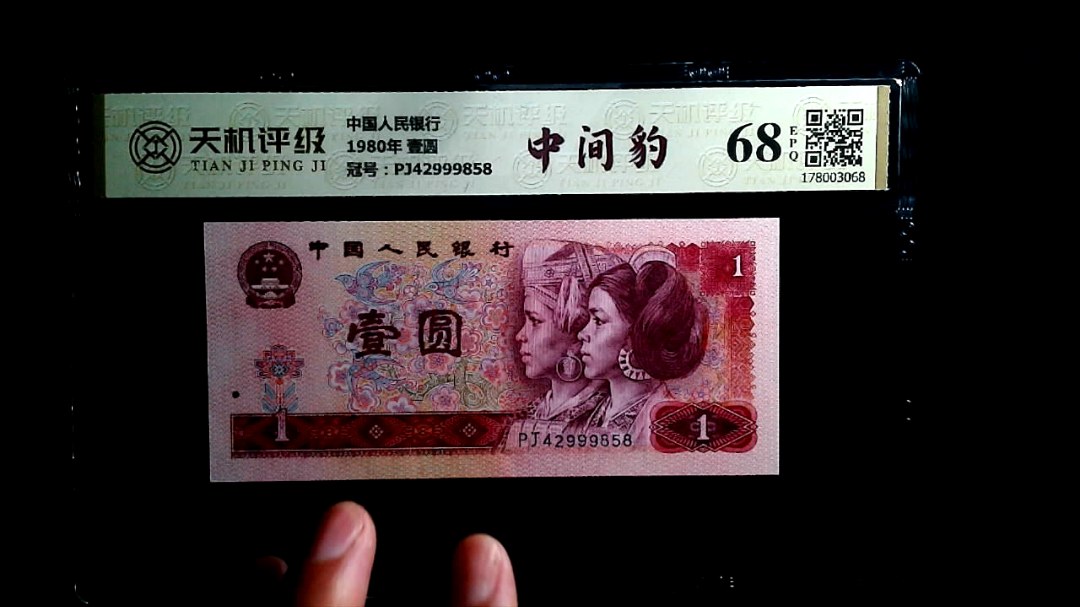 天机评级
TIAN JI PING JI
中国人民银行
1980年 壹圆
冠号：PJ42999858
中间豹
68
EPQ
178003068
中国人民银行
1
壹圆
1
PJ42999858
1